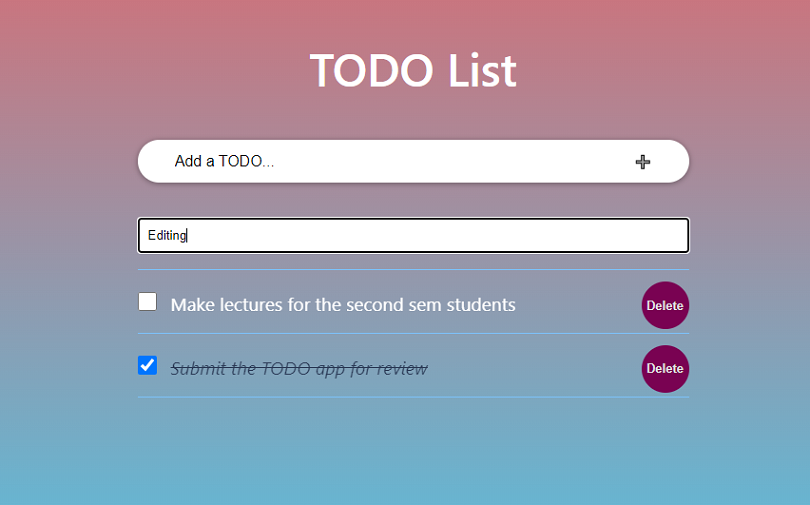 TODO List
Add a TODO...
Editing
Make lectures for the second sem students
Delete
Submit the TODO app for review
Delete